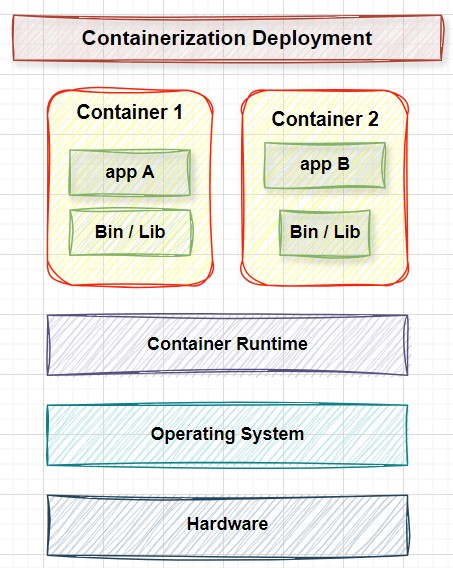 Containerization Deployment
Container 1
app A
Bin / Lib
Container 2
app B
Bin / Lib
Container Runtime
Operating System
Hardware